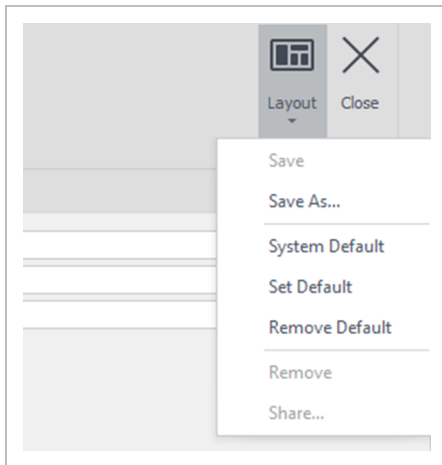 Layout Close
Save
Save As...
System Default
Set Default
Remove Default
Remove
Share...